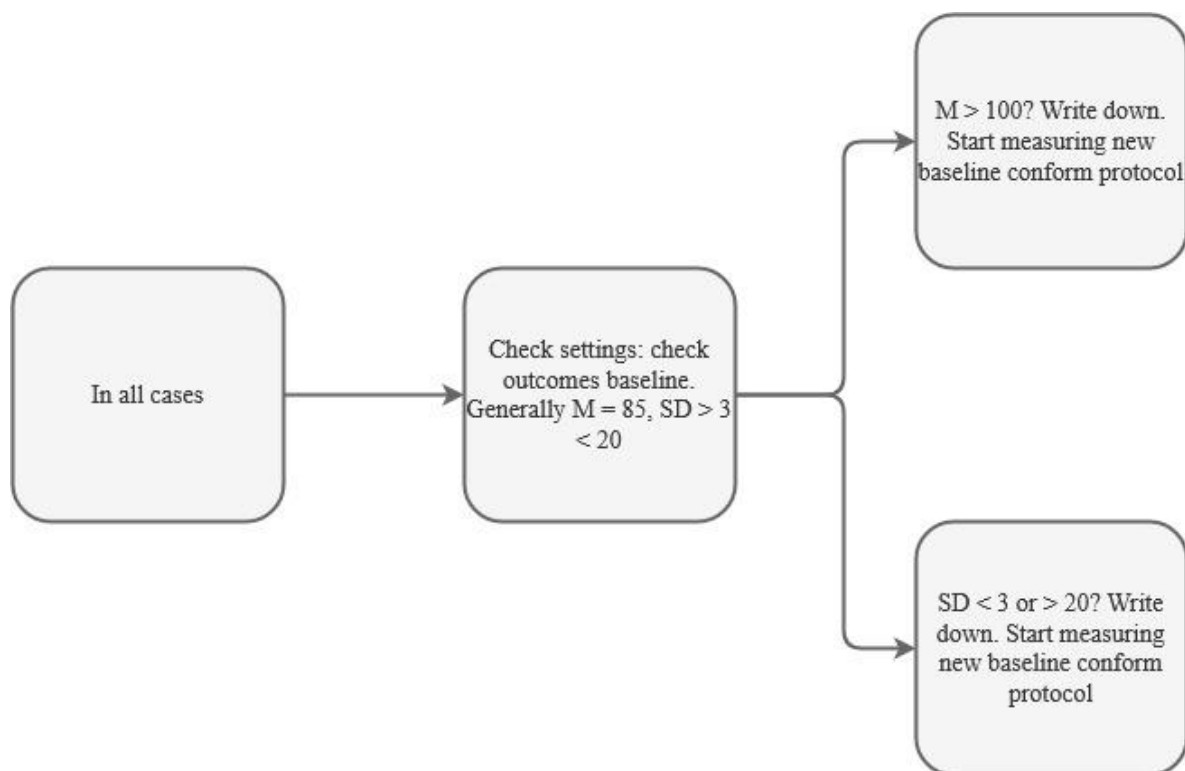 In all cases
Check settings: check
outcomes baseline.
Generally M = 85, SD > 3
< 20
M > 100? Write down.
Start measuring new
baseline conform protocol
SD < 3 or > 20? Write
down. Start measuring
new baseline conform
protocol